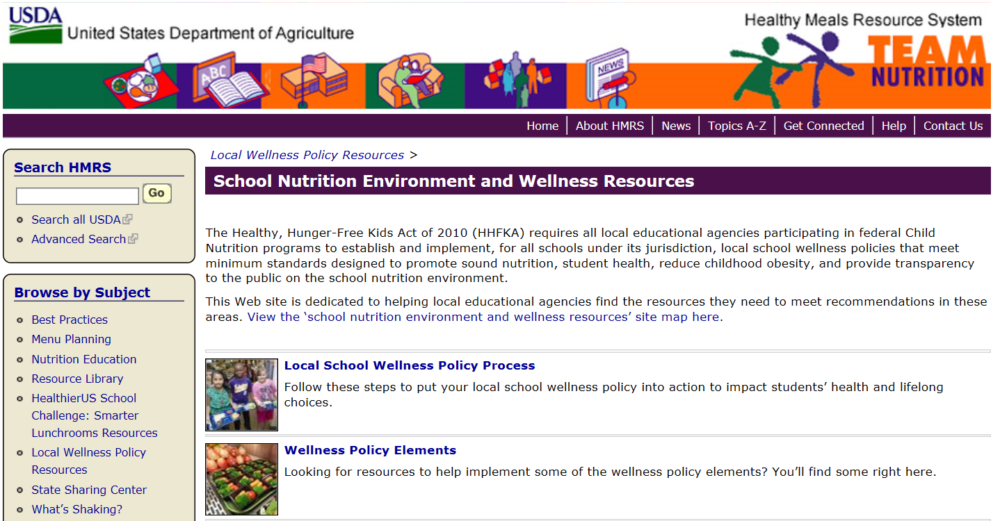 USDA
United States Department of Agriculture
Healthy Meals Resource System
TEAM
NUTRITION
ABC
NEWS
Home
About HMRS
News
Topics A-Z
Get Connected
Help
Contact Us
Search HMRS
Go
Search all USDA
Advanced Search
Browse by Subject
Best Practices
Menu Planning
Nutrition Education
Resource Library
HealthierUS School
Challenge: Smarter
Lunchrooms Resources
Local Wellness Policy
Resources
State Sharing Center
What’s Shaking?
Local Wellness Policy Resources >
School Nutrition Environment and Wellness Resources
The Healthy, Hunger-Free Kids Act of 2010 (HHFKA) requires all local educational agencies participating in federal Child
Nutrition programs to establish and implement, for all schools under its jurisdiction, local school wellness policies that meet
minimum standards designed to promote sound nutrition, student health, reduce childhood obesity, and provide transparency
to the public on the school nutrition environment.
This Web site is dedicated to helping local educational agencies find the resources they need to meet recommendations in these
areas. View the ‘school nutrition environment and wellness resources’ site map here.
Local School Wellness Policy Process
Follow these steps to put your local school wellness policy into action to impact students’ health and lifelong
choices.
Wellness Policy Elements
Looking for resources to help implement some of the wellness policy elements? You’ll find some right here.